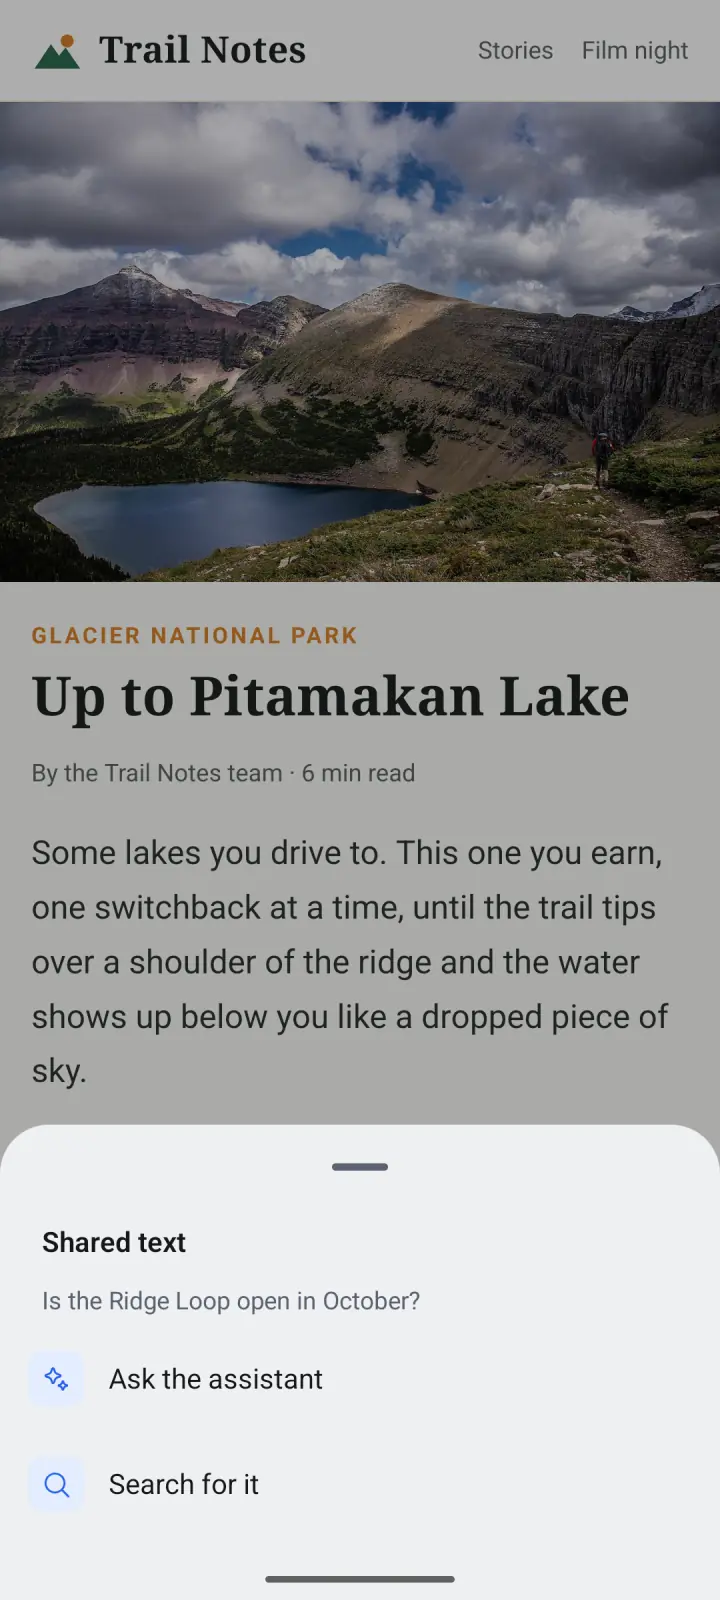 Trail Notes
Stories
Film night
GLACIER NATIONAL PARK
Up to Pitamakan Lake
By the Trail Notes team · 6 min read
Some lakes you drive to. This one you earn,
one switchback at a time, until the trail tips
over a shoulder of the ridge and the water
shows up below you like a dropped piece of
sky.
Shared text
Is the Ridge Loop open in October?
Ask the assistant
Search for it